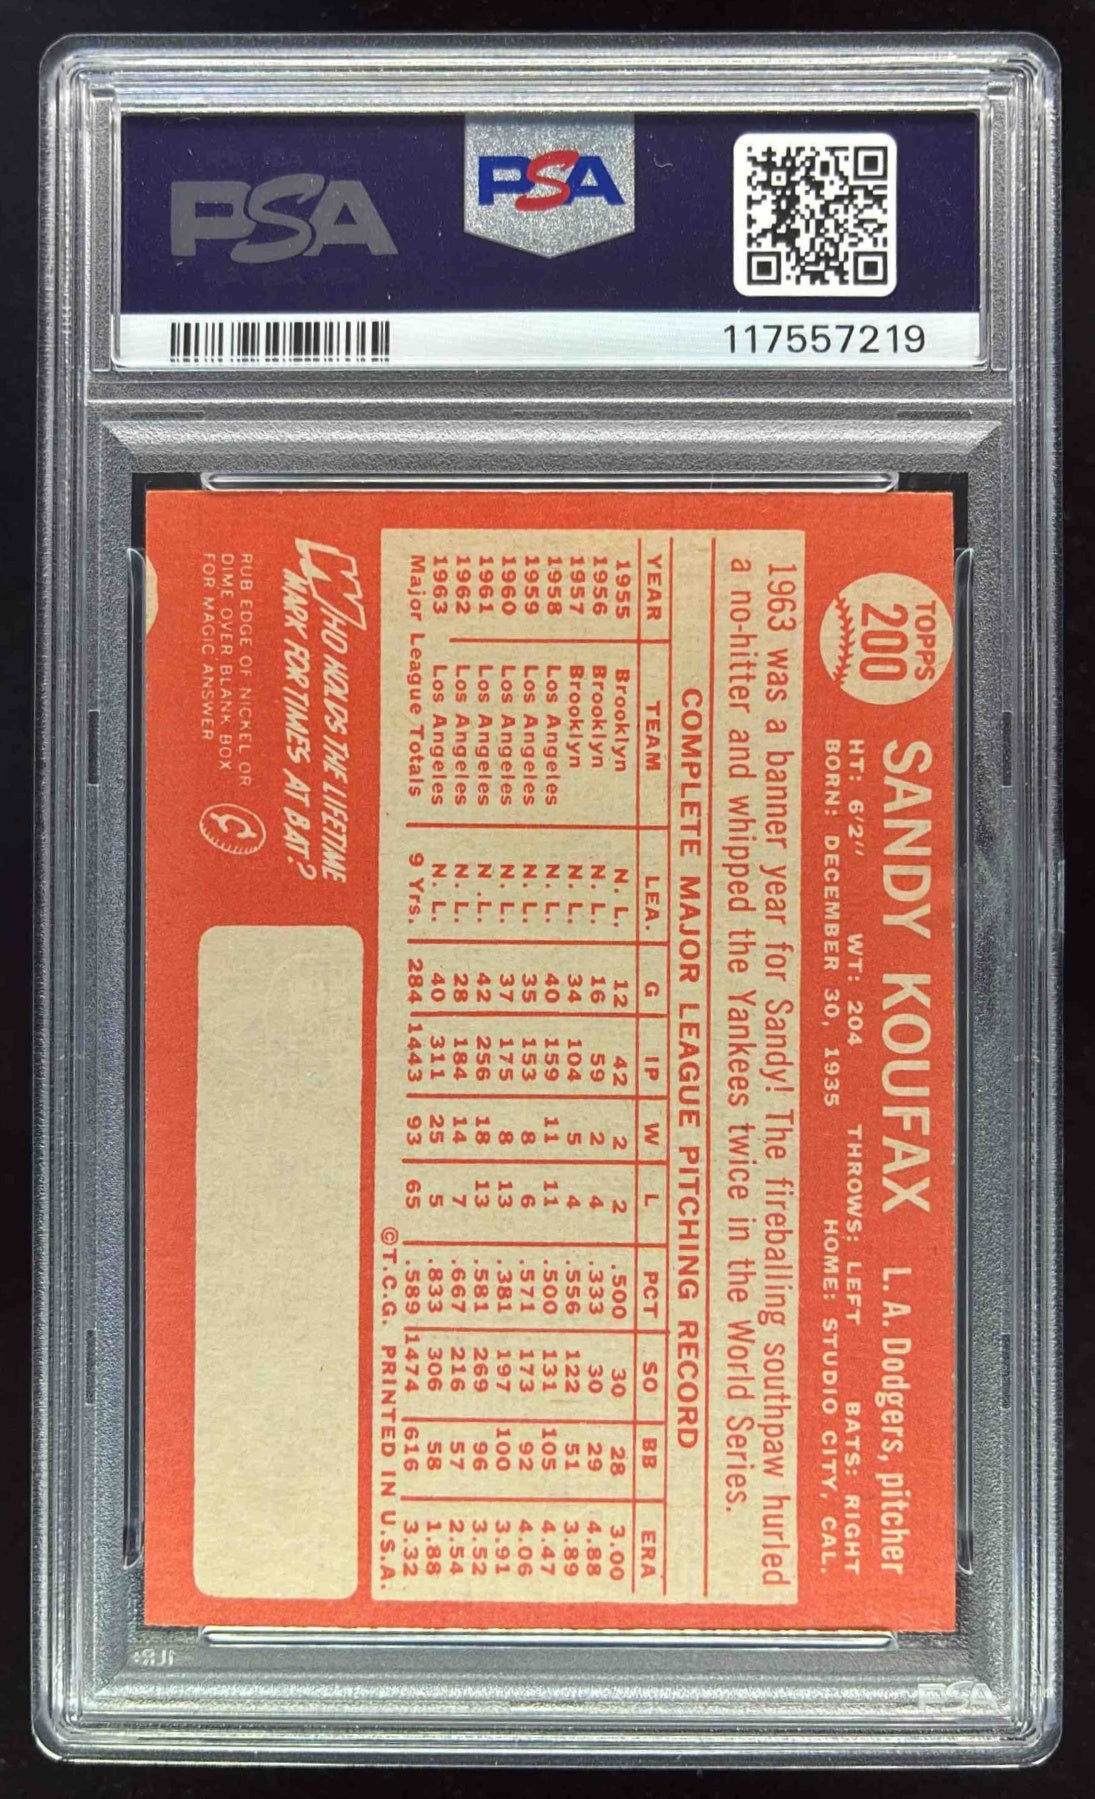 PSA
PSA
117557219
TOPPS
200
SANDY KOUFAX L. A. Dodgers, pitcher
HT: 6'2" WT: 204 THROWS: LEFT BATS: RIGHT
BORN: DECEMBER 30, 1935 HOME: STUDIO CITY, CAL.
1963 was a banner year for Sandy! The fireballing southpaw hurled
a no-hitter and whipped the Yankees twice in the World Series.
COMPLETE MAJOR LEAGUE PITCHING RECORD
YEAR TEAM LEA. G IP W L PCT SO BB ERA
1955 Brooklyn N. L. 12 42 2 2 .500 30 28 3.00
1956 Brooklyn N. L. 16 59 2 4 .333 30 29 4.88
1957 Brooklyn N. L. 34 104 5 4 .556 122 51 3.89
1958 Los Angeles N. L. 40 159 11 11 .500 131 105 4.47
1959 Los Angeles N. L. 35 153 8 6 .571 173 92 4.06
1960 Los Angeles N. L. 37 175 8 13 .381 197 100 3.91
1961 Los Angeles N. L. 42 256 18 13 .581 269 96 3.52
1962 Los Angeles N. L. 28 184 14 7 .667 216 57 2.54
1963 Los Angeles N. L. 40 311 25 5 .833 306 58 1.88
Major League Totals 9 Yrs. 284 1443 93 65 .589 1474 616 3.32
©T.C.G. PRINTED IN U.S.A.
WHO HOLDS THE LIFETIME
MARK FOR TIMES AT BAT?
RUB EDGE OF NICKEL OR
DIME OVER BLANK BOX
FOR MAGIC ANSWER
PSA